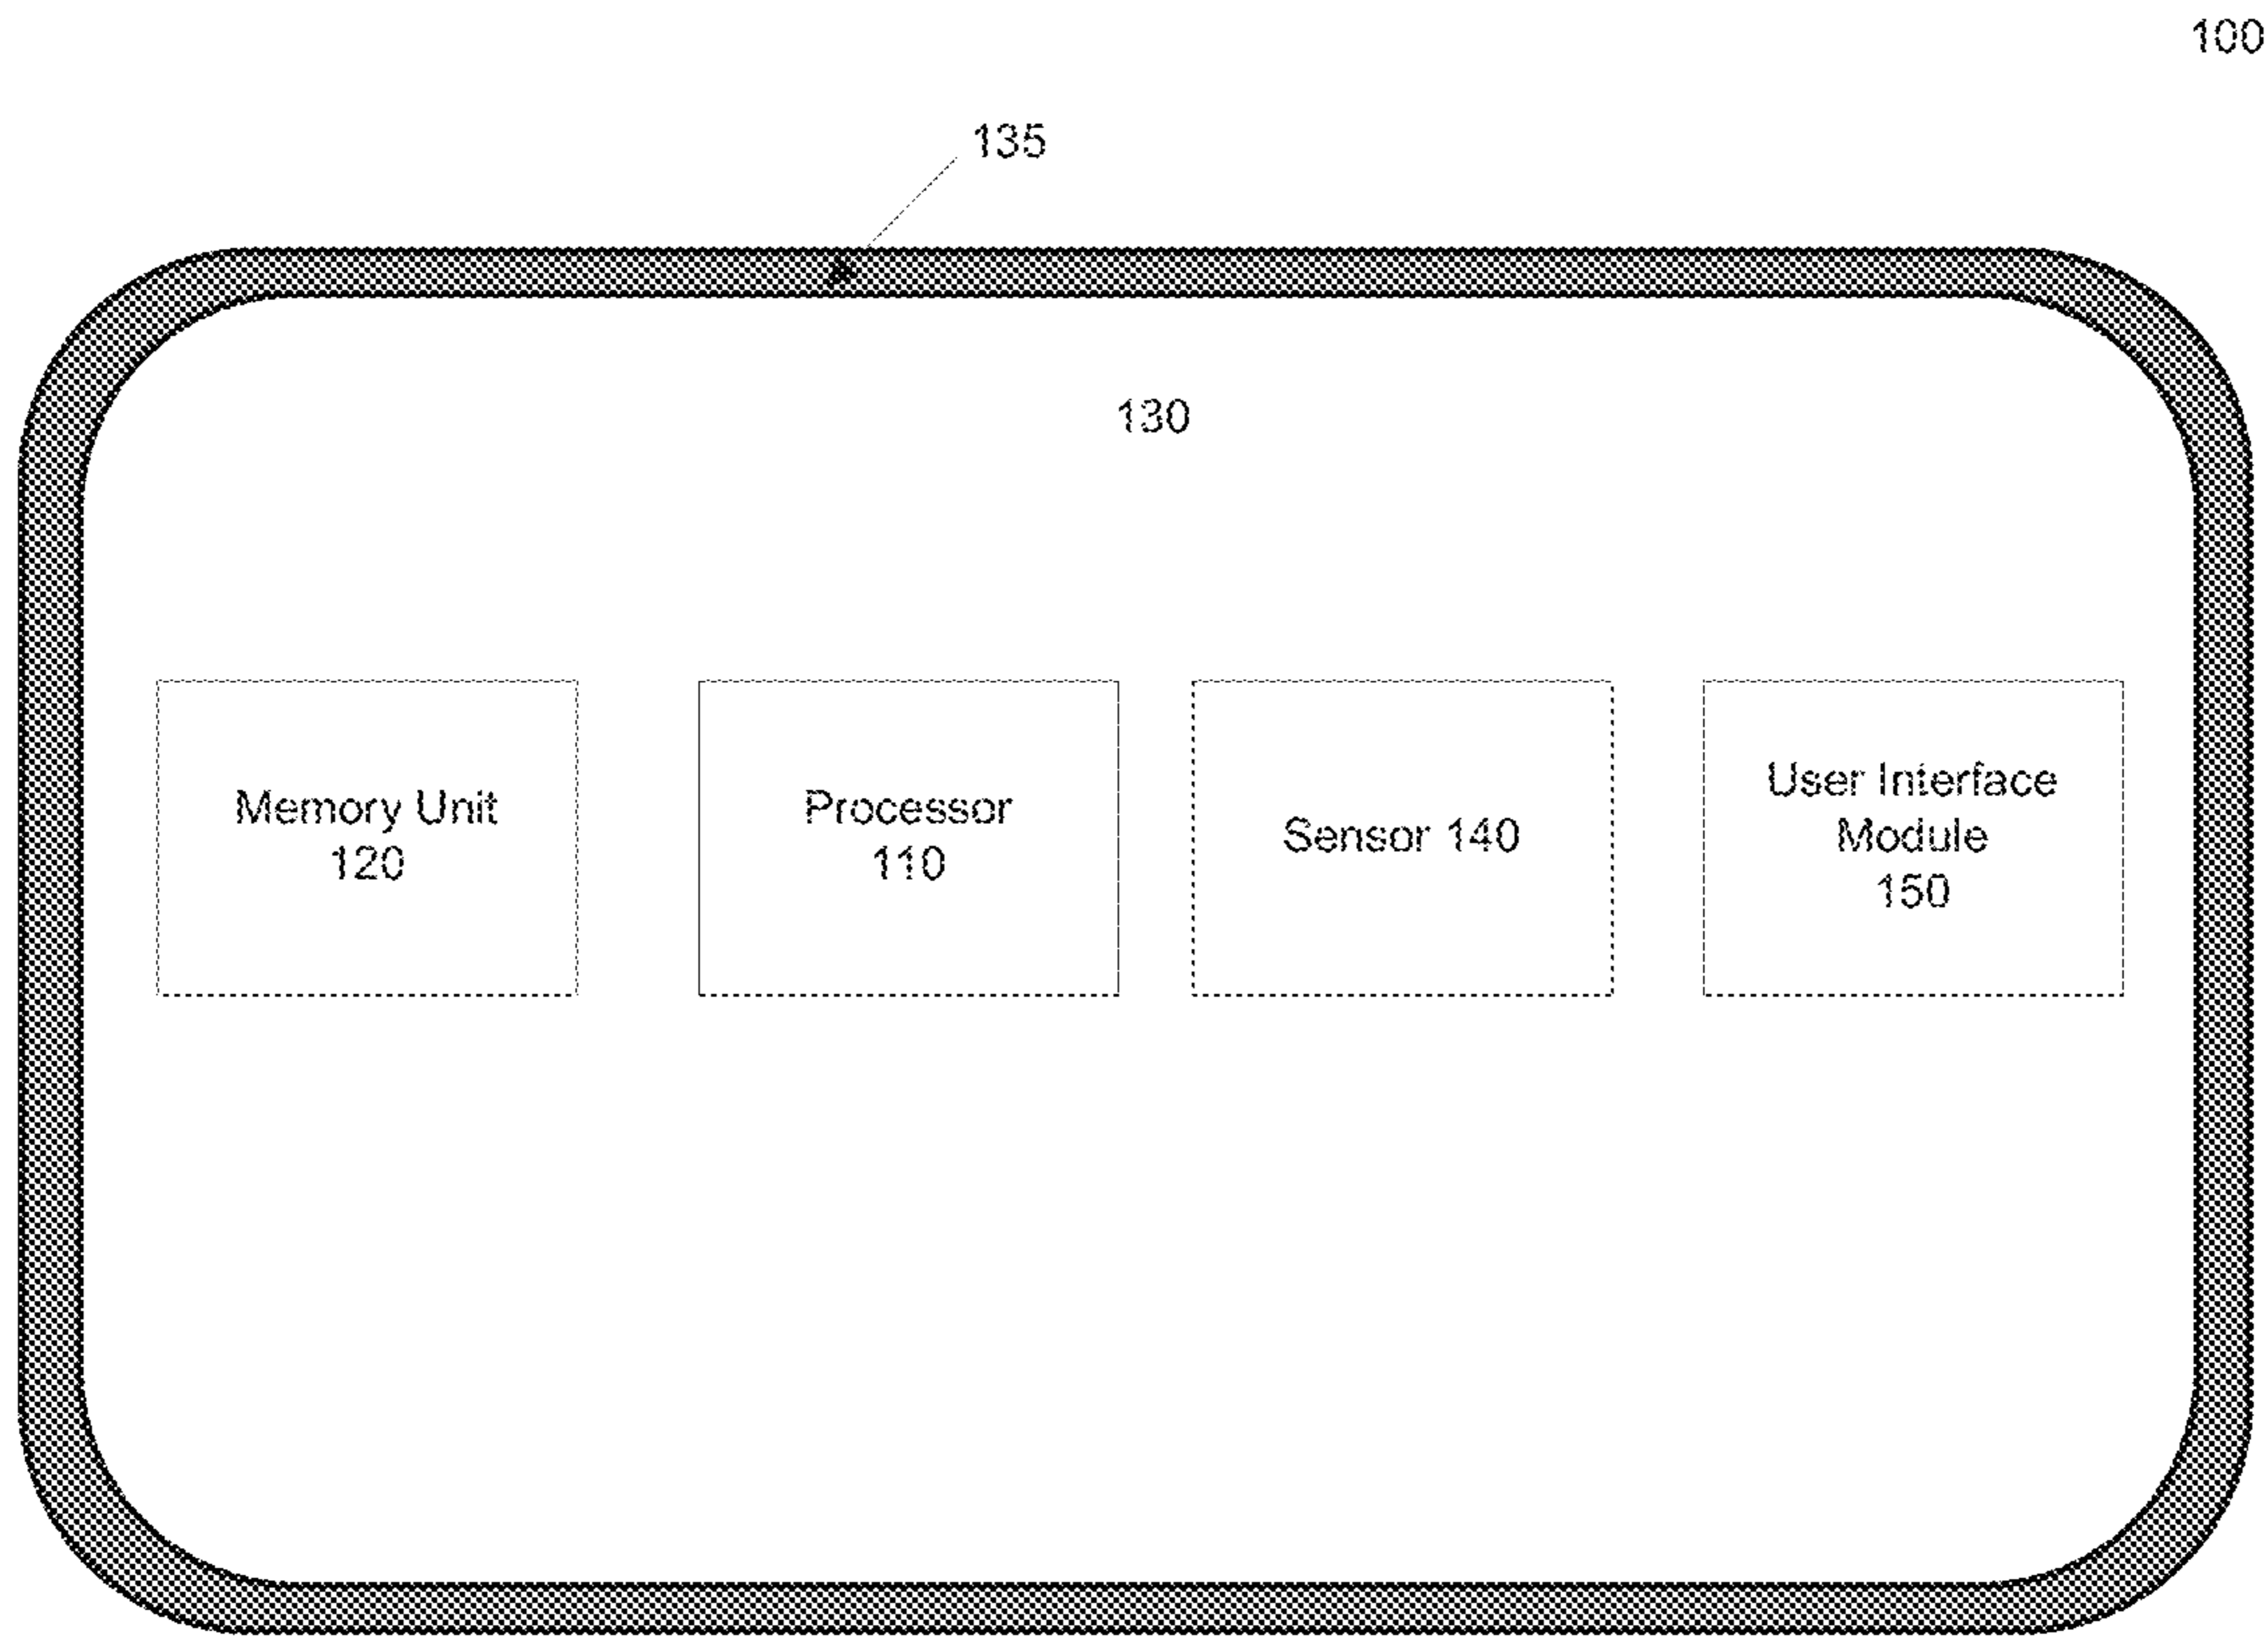 100
135
130
Memory Unit
120
Processor
110
Sensor 140
User Interface
Module
150